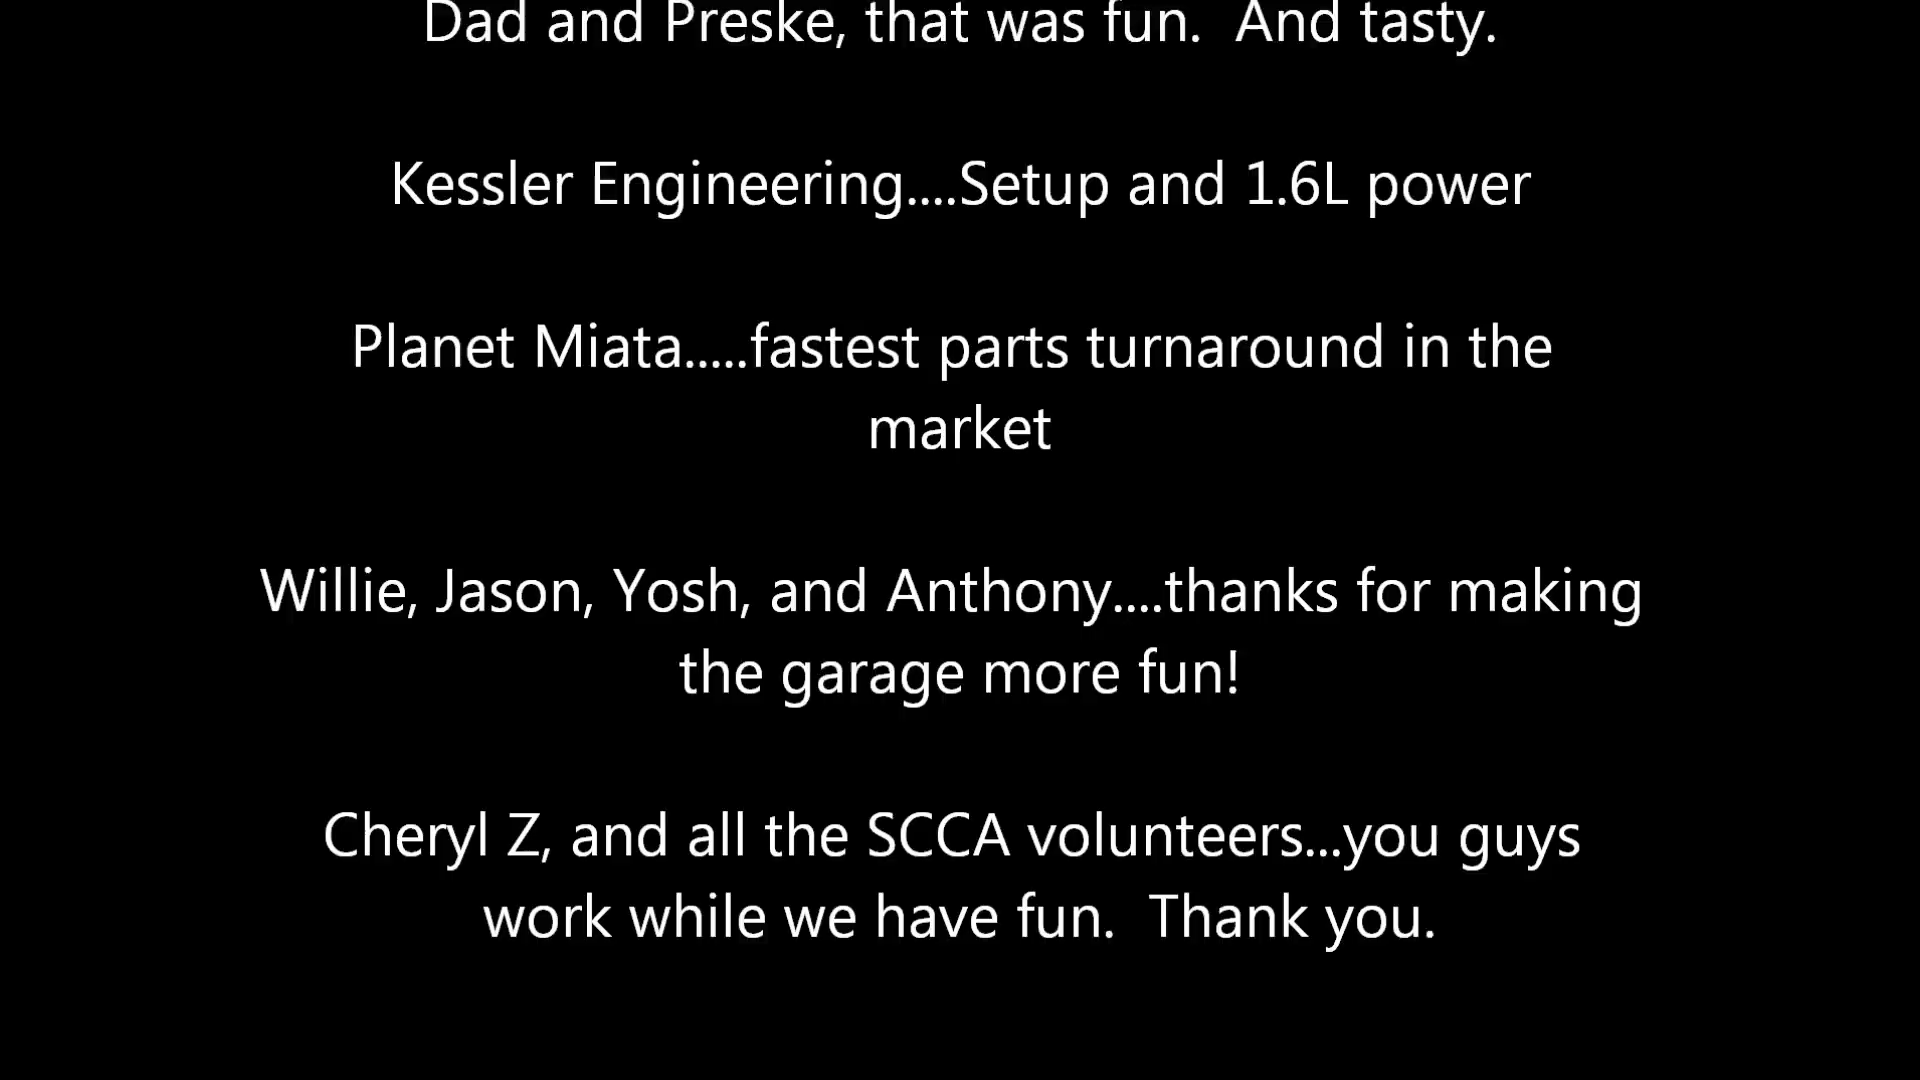 Dad and Preske, that was fun.  And tasty.
Kessler Engineering....Setup and 1.6L power
Planet Miata.....fastest parts turnaround in the
market
Willie, Jason, Yosh, and Anthony....thanks for making
the garage more fun!
Cheryl Z, and all the SCCA volunteers...you guys
work while we have fun.  Thank you.